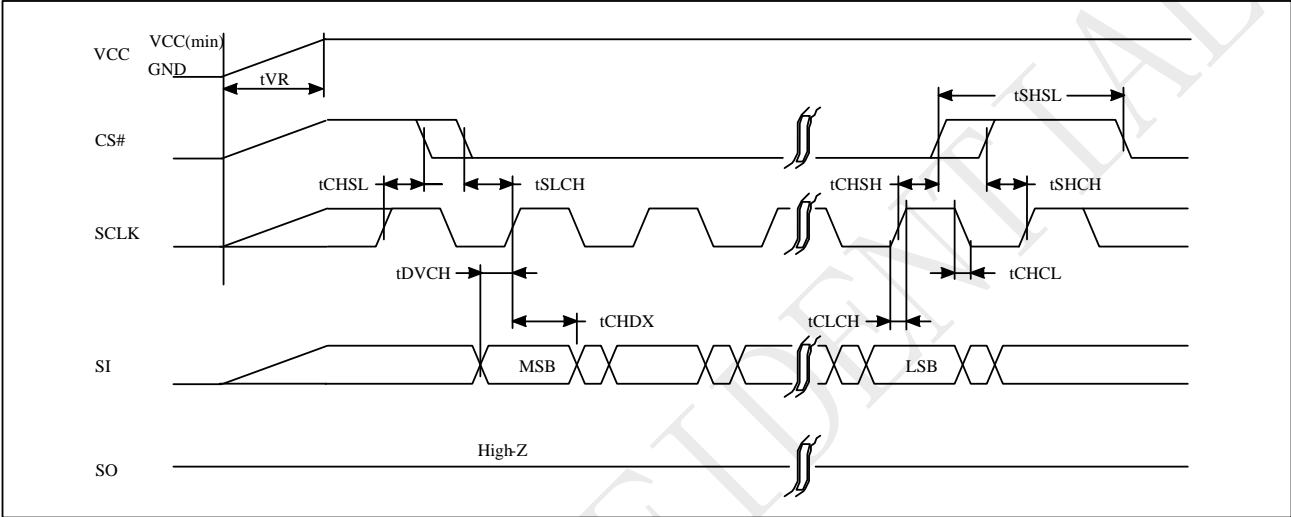 VCC
VCC(min)
GND
tVR
tSHSL
CS#
tCHSL
tSLCH
tCHSH
tSHCH
SCLK
tDVCH
tCHCL
tCHDX
tCLCH
SI
MSB
LSB
High-Z
SO
FIDENTIAL